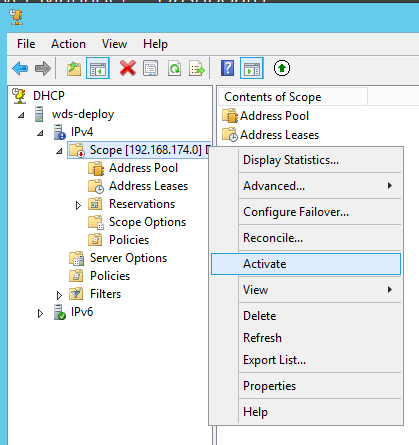 File Action View Help
DHCP
wds-deploy
IPv4
Scope [192.168.174.0]
Address Pool
Address Leases
Reservations
Scope Options
Policies
Server Options
Policies
Filters
IPv6
Contents of Scope
Address Pool
Address Leases
Display Statistics...
Advanced...
Configure Failover...
Reconcile...
Activate
View
Delete
Refresh
Export List...
Properties
Help